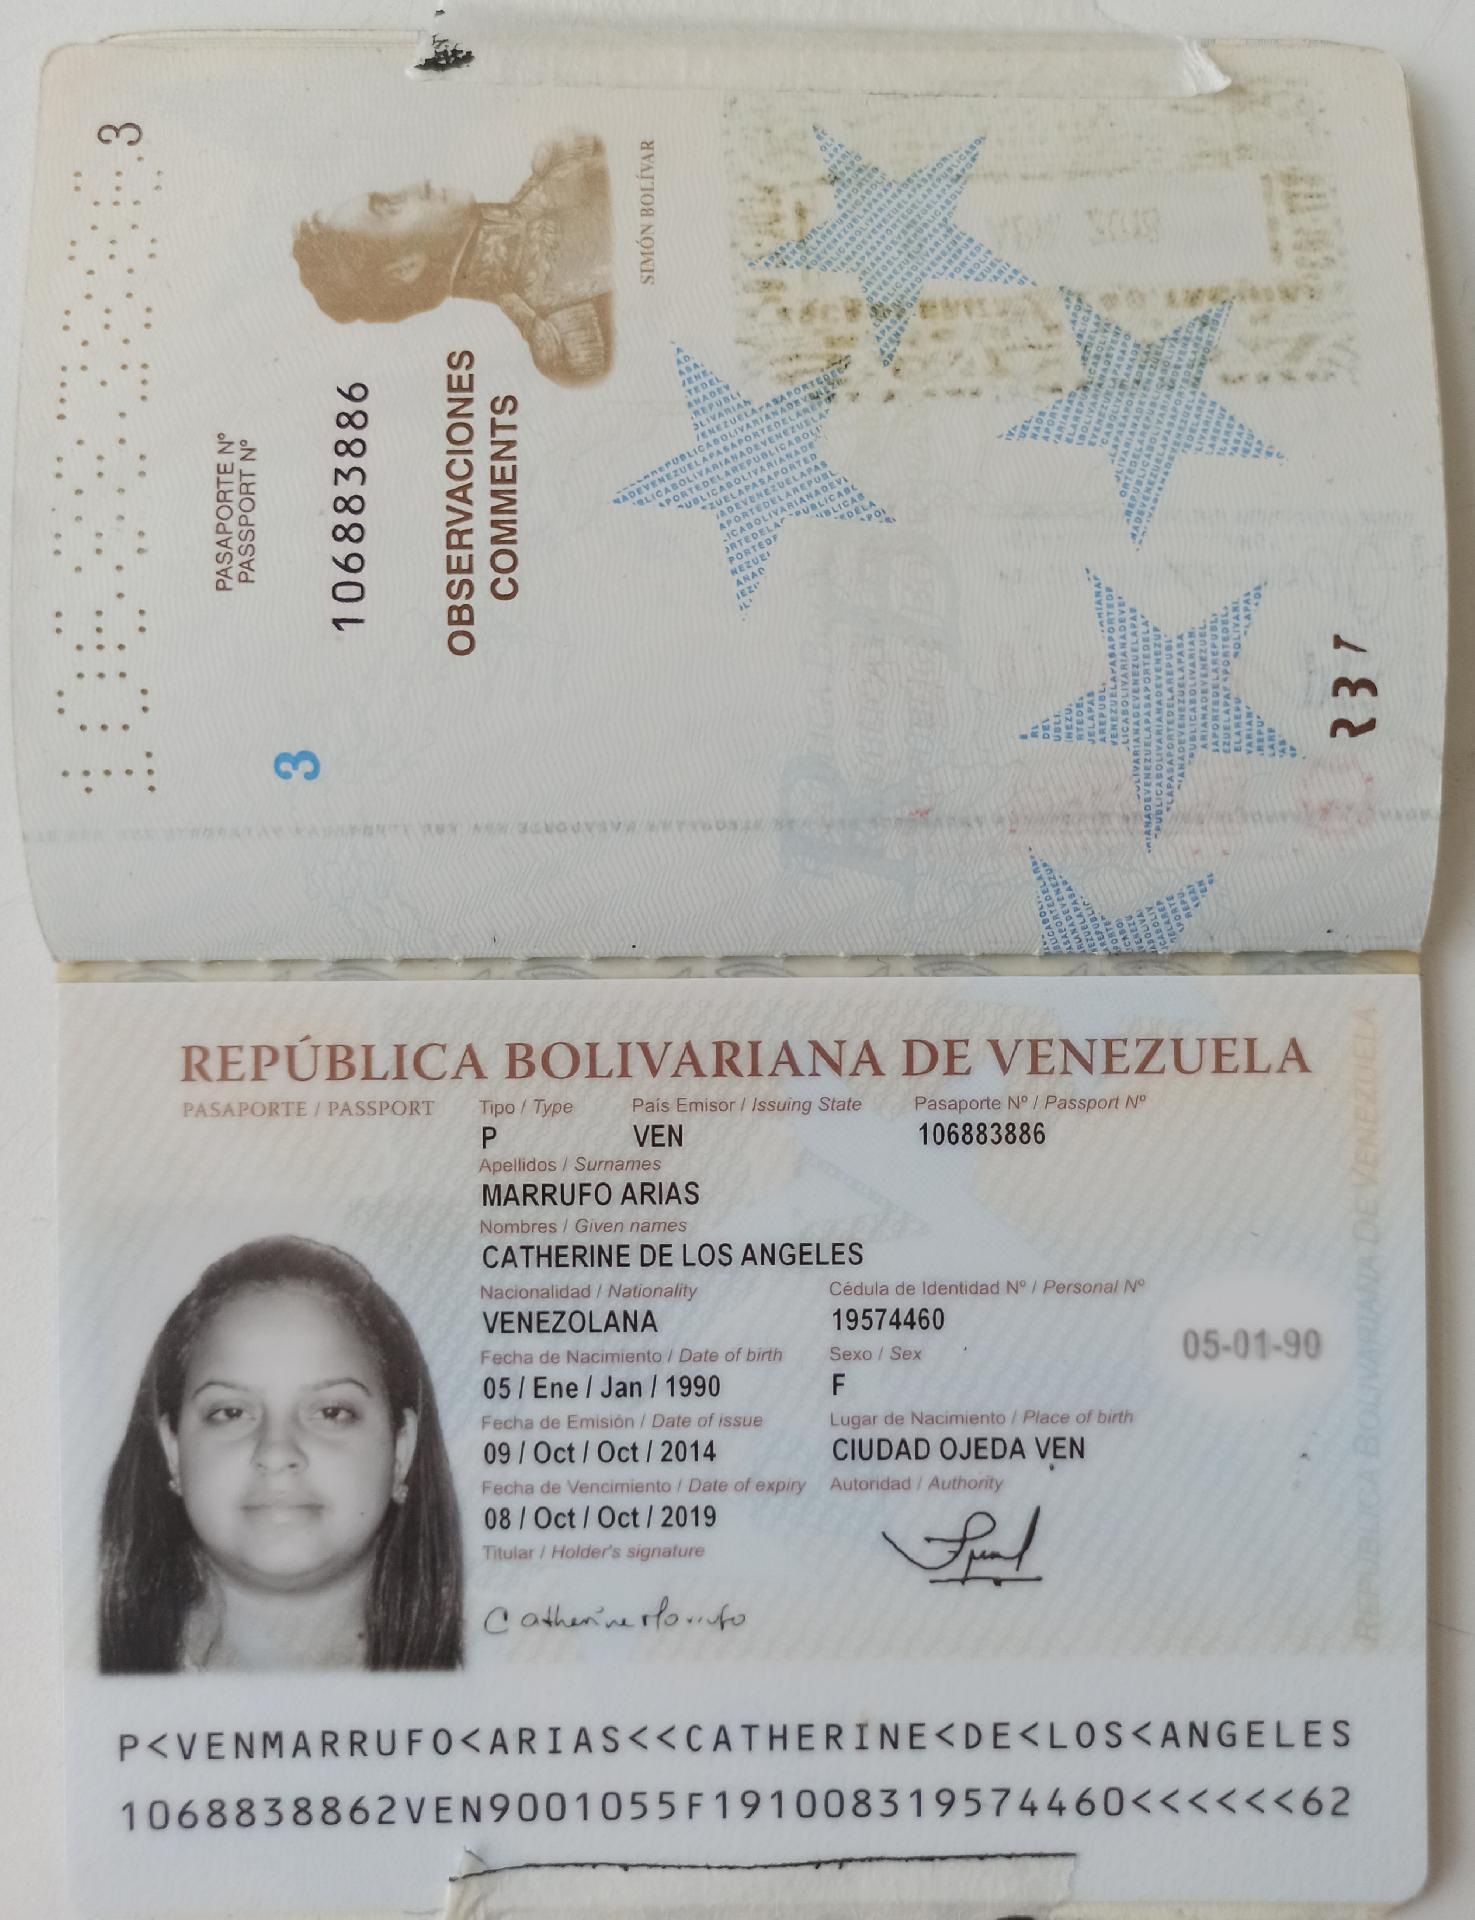 3
PASAPORTE Nº
PASSPORT Nº
106883886
OBSERVACIONES
COMMENTS
SIMÓN BOLÍVAR
3
REPÚBLICA BOLIVARIANA DE VENEZUELA
PASAPORTE / PASSPORT
Tipo / Type País Emisor / Issuing State Pasaporte Nº / Passport Nº
P VEN 106883886
Apellidos / Surnames
MARRUFO ARIAS
Nombres / Given names
CATHERINE DE LOS ANGELES
Nacionalidad / Nationality Cédula de Identidad Nº / Personal Nº
VENEZOLANA 19574460
05-01-90
Fecha de Nacimiento / Date of birth Sexo / Sex
05 / Ene / Jan / 1990 F
Fecha de Emisión / Date of issue Lugar de Nacimiento / Place of birth
09 / Oct / Oct / 2014 CIUDAD OJEDA VEN
Fecha de Vencimiento / Date of expiry Autoridad / Authority
08 / Oct / Oct / 2019
Titular / Holder's signature
Catherine Marrufo
REPÚBLICA BOLIVARIANA DE VENEZUELA
P<VENMARRUFO<ARIAS<<CATHERINE<DE<LOS<ANGELES
1068838862VEN9001055F191008319574460<<<<<<62